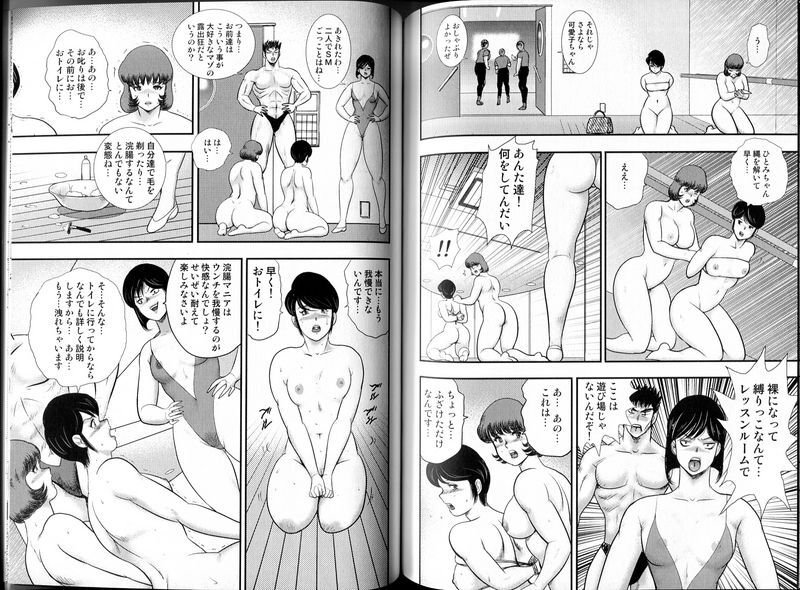 それじゃ
さよなら
可愛子ちゃん
おしゃぶり
よかったぜ
う…
ひとみちゃん
縄を解いて
早く…
ええ…
あんた達！
何をしてんだい
!!
裸になって
縛りっこなんて…
レッスンルームで
ここは
遊び場じゃ
ないんだぞ！
あ…あの
これは…
ちょっと…
ふざけただけ
なんです…
あきれたわ…
二人でSM
ごっことはね…
つまり…
お前達は
こういう事が
大好きなマゾの
露出狂だと
いうのか？
は…
はい…
あ…あの…
お叱りは後で…
その前にお…
おトイレに…
自分達で毛を
剃ったり…
浣腸するなんて
とんでもない
変態ね…
本当に…もう
我慢できな
いんです…
早く！
おトイレに！
浣腸マニアは
ウンチを我慢するのが
快感なんでしょ？
せいぜい耐えて
楽しみなさいよ
そ…そんな…
トイレに行ってからなら
なんでも詳しく説明
しますから…ああ…
もう…洩れちゃいます